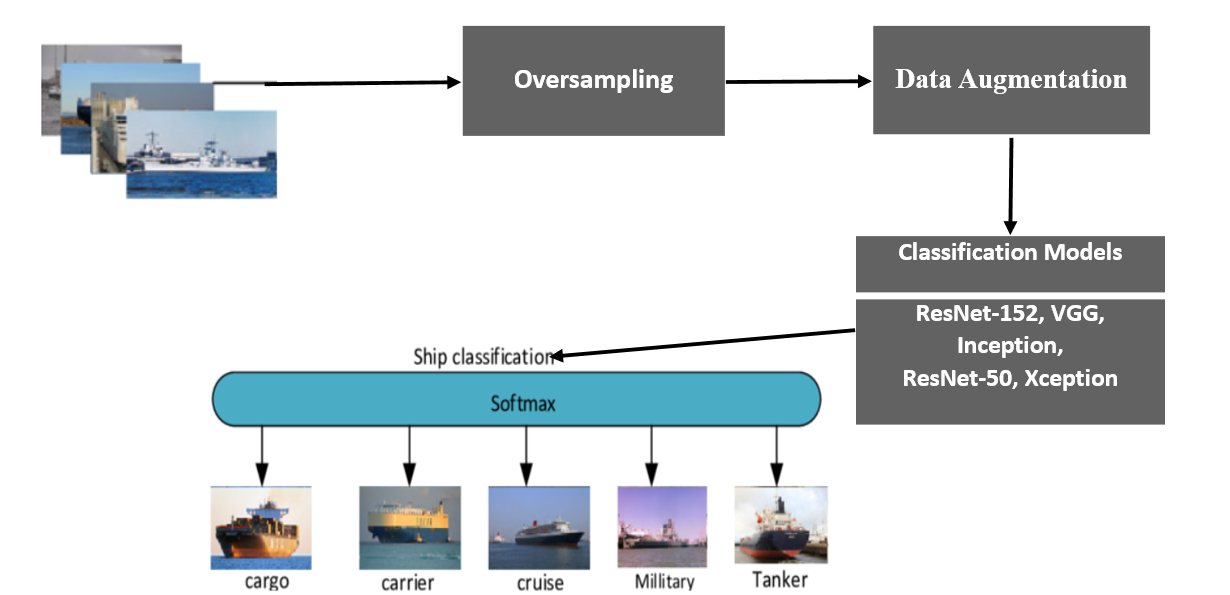 Oversampling
Data Augmentation
Classification Models
ResNet-152, VGG,
Inception,
ResNet-50, Xception
Ship classification
Softmax
cargo
carrier
cruise
Millitary
Tanker